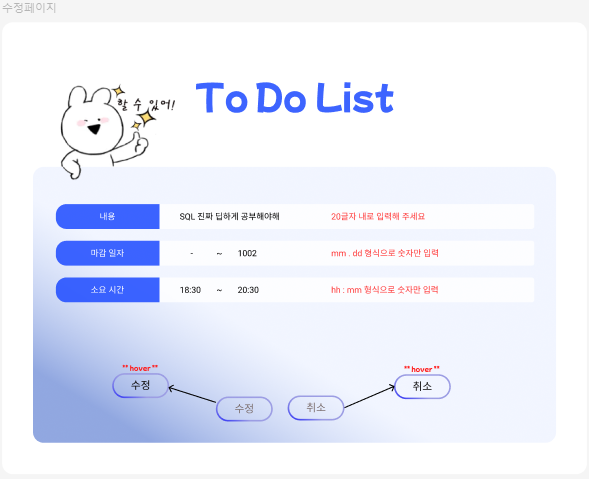 수정페이지
할 수 있어!
To Do List
내용 SQL 진짜 딥하게 공부해야해 20글자 내로 입력해 주세요
마감 일자 - ~ 1002 mm . dd 형식으로 숫자만 입력
소요 시간 18:30 ~ 20:30 hh : mm 형식으로 숫자만 입력
** hover ** ** hover **
수정 취소
수정 취소